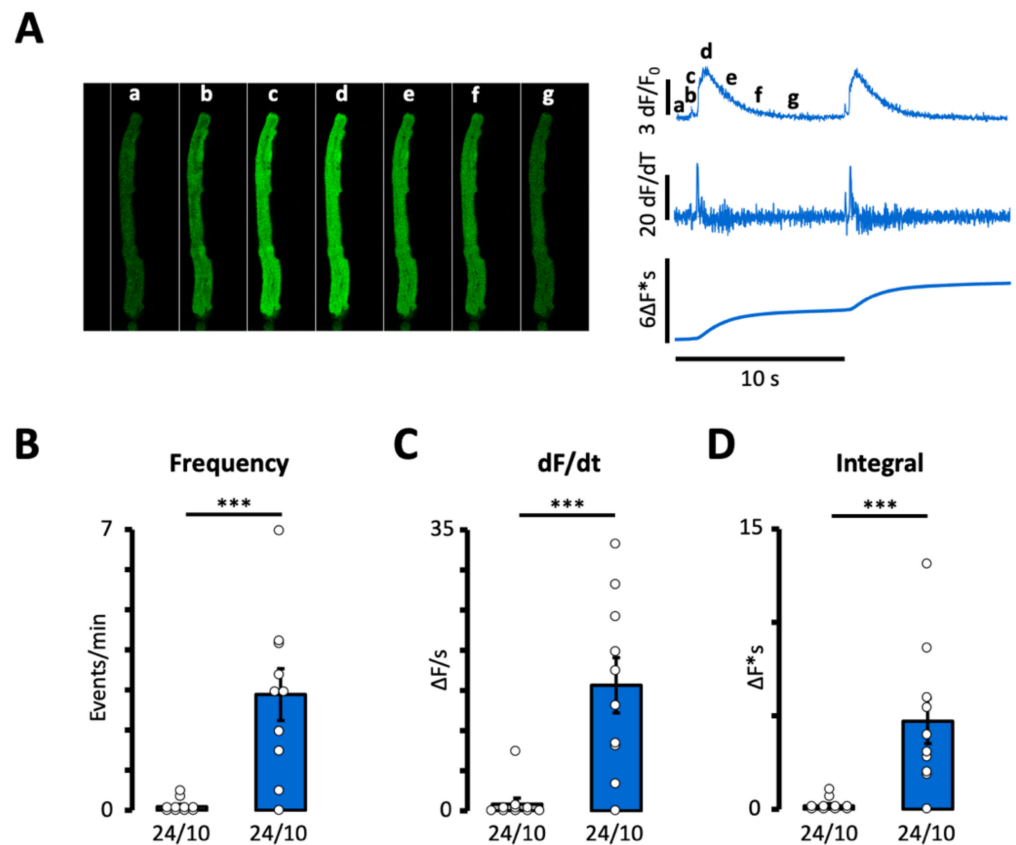 A
a b c d e f g
3 dF/F0
a b c d e f g
20 dF/dT
6ΔF*s
10 s
B
Frequency
***
7
Events/min
0
24/10 24/10
C
dF/dt
***
35
ΔF/s
0
24/10 24/10
D
Integral
***
15
ΔF*s
0
24/10 24/10